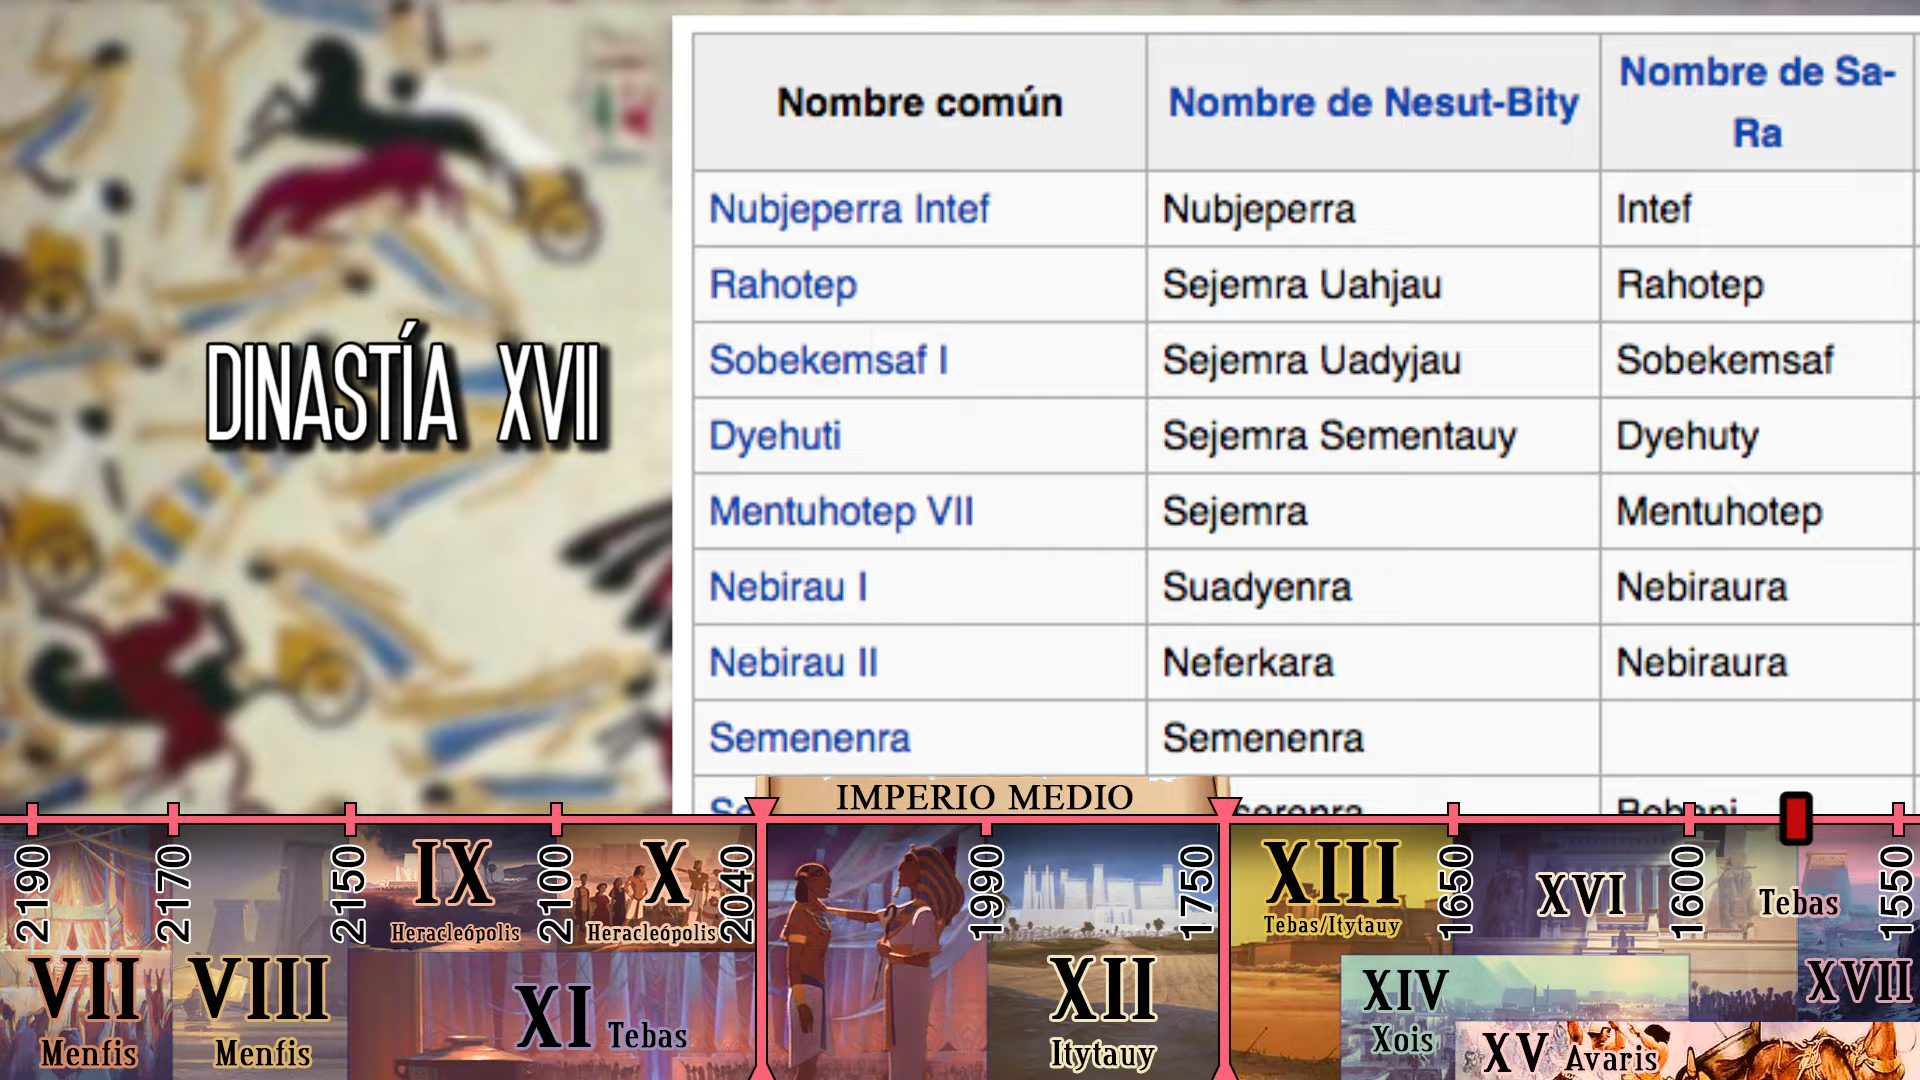 DINASTÍA XVII
Nombre común
Nombre de Nesut-Bity
Nombre de Sa-
Ra
Nubjeperra Intef
Nubjeperra
Intef
Rahotep
Sejemra Uahjau
Rahotep
Sobekemsaf I
Sejemra Uadyjau
Sobekemsaf
Dyehuti
Sejemra Sementauy
Dyehuty
Mentuhotep VII
Sejemra
Mentuhotep
Nebirau I
Suadyenra
Nebiraura
Nebirau II
Neferkara
Nebiraura
Semenenra
Semenenra
IMPERIO MEDIO
2190
VII
Menfis
2170
VIII
Menfis
2150
IX
Heracleópolis
2100
X
Heracleópolis
2040
XI Tebas
1990
XII
Itytauy
1750
XIII
Tebas/Itytauy
1650
XIV
Xois
XVI
1600
XV Avaris
Tebas
XVII
1550